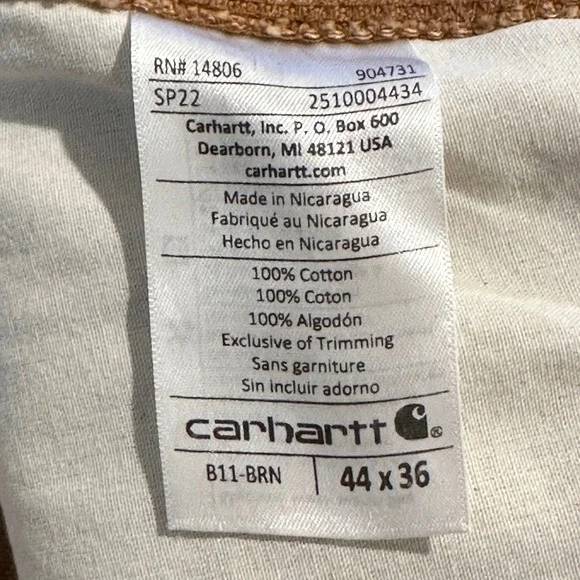 RN# 14806 904731
SP22 2510004434
Carhartt, Inc. P. O. Box 600
Dearborn, MI 48121 USA
carhartt.com
Made in Nicaragua
Fabriqué au Nicaragua
Hecho en Nicaragua
100% Cotton
100% Coton
100% Algodón
Exclusive of Trimming
Sans garniture
Sin incluir adorno
carhartt ®
B11-BRN 44 x 36